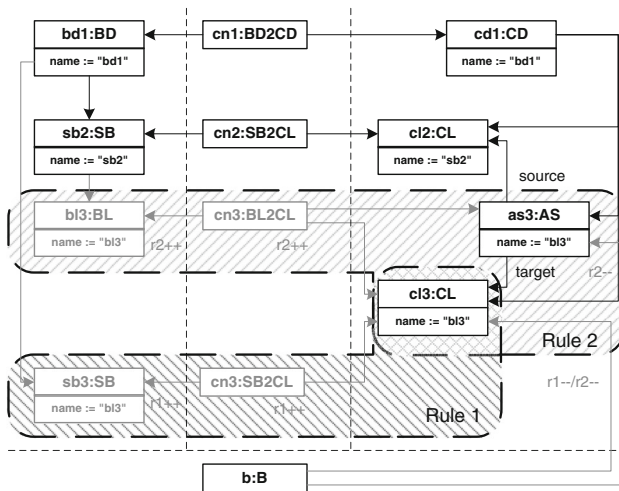 bd1:BD
cn1:BD2CD
cd1:CD
name := "bd1"
name := "bd1"
sb2:SB
cn2:SB2CL
cl2:CL
name := "sb2"
name := "sb2"
source
bl3:BL
cn3:BL2CL
as3:AS
name := "bl3"
r2++
r2++
name := "bl3"
r2--
target
cl3:CL
name := "bl3"
Rule 2
sb3:SB
cn3:SB2CL
r1--/r2--
name := "bl3"
r1++
r1++
Rule 1
b:B